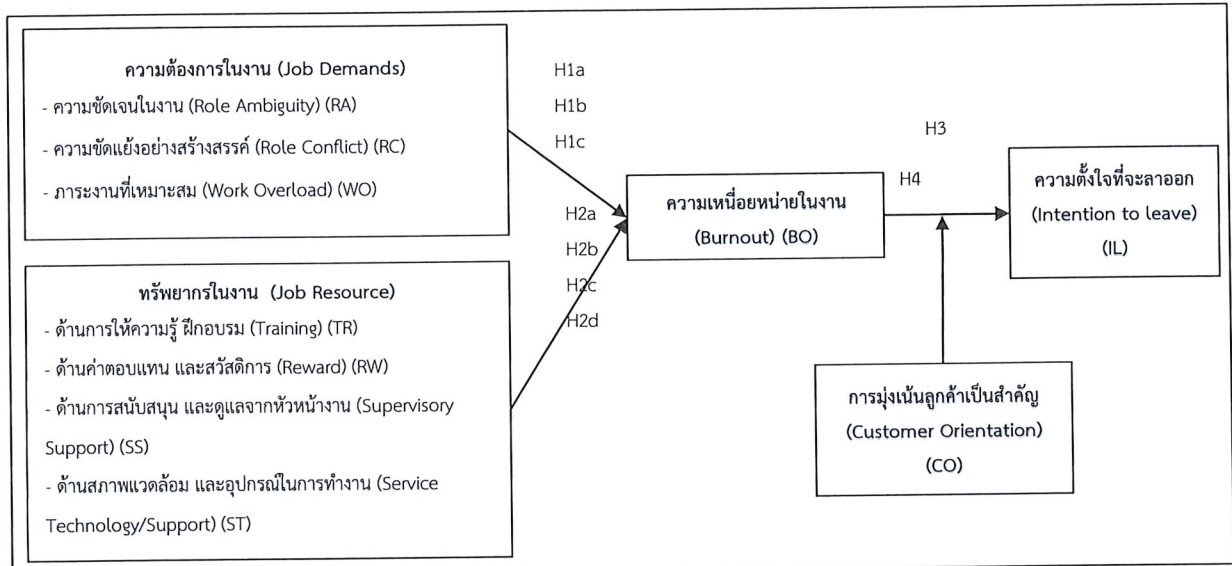 ความต้องการในงาน (Job Demands)
- ความชัดเจนในงาน (Role Ambiguity) (RA)
- ความขัดแย้งอย่างสร้างสรรค์ (Role Conflict) (RC)
- ภาระงานที่เหมาะสม (Work Overload) (WO)
H1a
H1b
H1c
H2a
H2b
H2c
H2d
ทรัพยากรในงาน (Job Resource)
- ด้านการให้ความรู้ ฝึกอบรม (Training) (TR)
- ด้านค่าตอบแทน และสวัสดิการ (Reward) (RW)
- ด้านการสนับสนุน และดูแลจากหัวหน้างาน (Supervisory
Support) (SS)
- ด้านสภาพแวดล้อม และอุปกรณ์ในการทำงาน (Service
Technology/Support) (ST)
ความเหนื่อยหน่ายในงาน
(Burnout) (BO)
H3
H4
ความตั้งใจที่จะลาออก
(Intention to leave)
(IL)
การมุ่งเน้นลูกค้าเป็นสำคัญ
(Customer Orientation)
(CO)